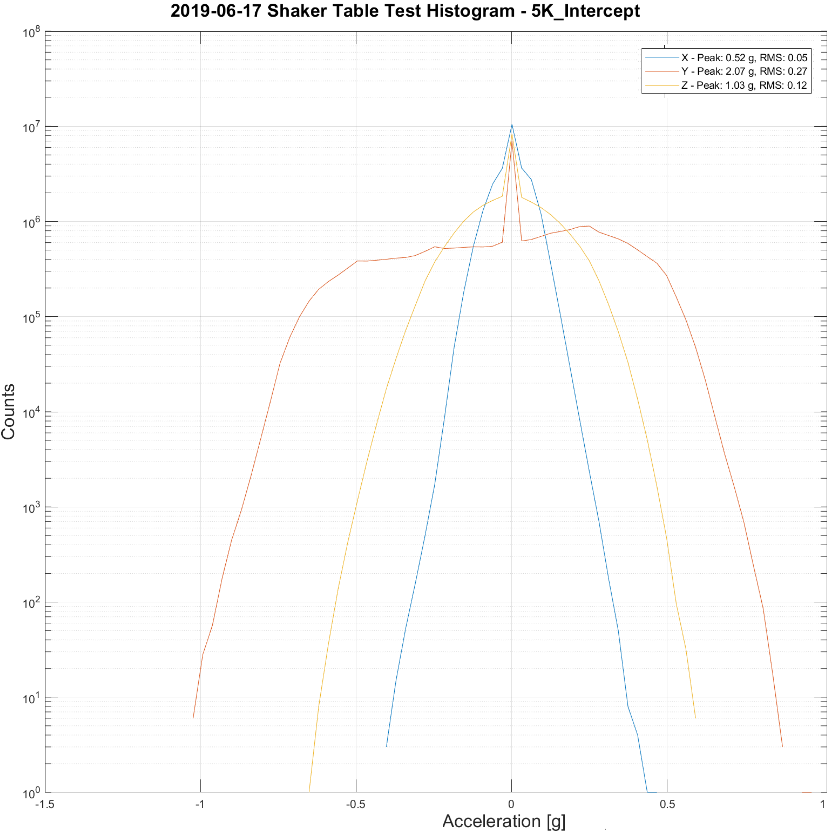 2019-06-17 Shaker Table Test Histogram - 5K_Intercept
10^8
X - Peak: 0.52 g, RMS: 0.05
Y - Peak: 2.07 g, RMS: 0.27
Z - Peak: 1.03 g, RMS: 0.12
10^7
10^6
10^5
10^4
Counts
10^3
10^2
10^1
10^0
-1.5 -1 -0.5 0 0.5 1
Acceleration [g]